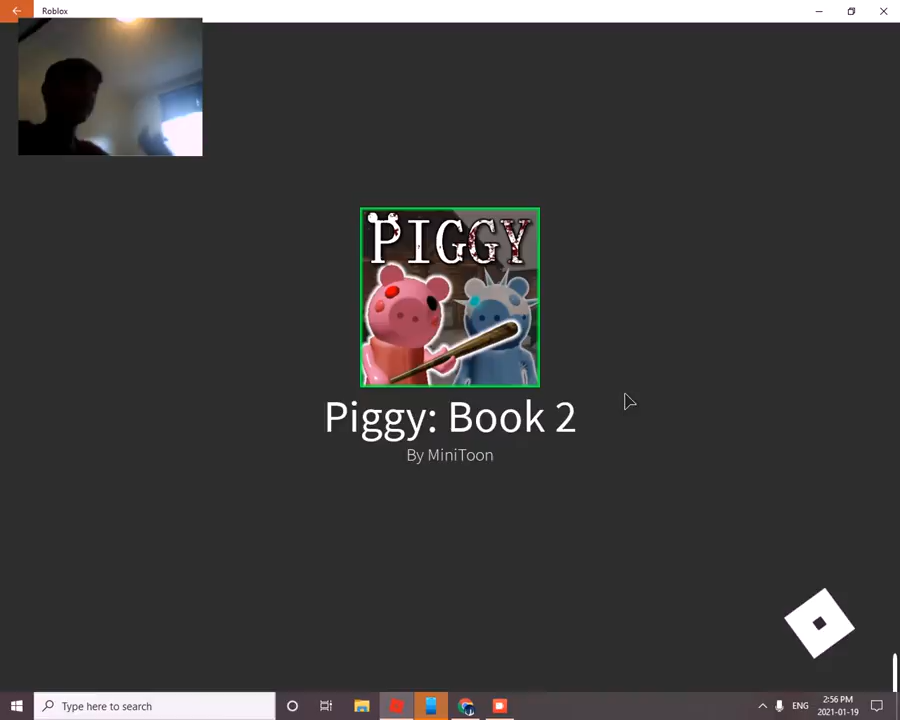 Roblox
PIGGY
Piggy: Book 2
By MiniToon
Type here to search
ENG
2:56 PM
2021-01-19